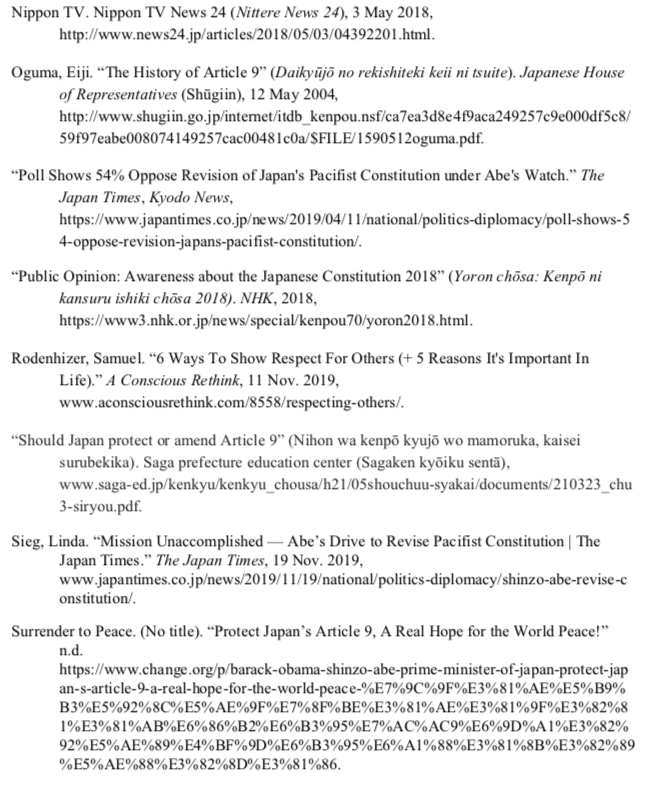 Nippon TV. Nippon TV News 24 (Nittere News 24), 3 May 2018,
http://www.news24.jp/articles/2018/05/03/04392201.html.
Oguma, Eiji. “The History of Article 9” (Daikyūjō no rekishiteki keii ni tsuite). Japanese House
of Representatives (Shūgiin), 12 May 2004,
http://www.shugiin.go.jp/internet/itdb_kenpou.nsf/ca7ea3d8e4f9aca249257c9e000df5c8/
59f97eabe008074149257cac00481c0a/$FILE/1590512oguma.pdf.
“Poll Shows 54% Oppose Revision of Japan's Pacifist Constitution under Abe's Watch.” The
Japan Times, Kyodo News,
https://www.japantimes.co.jp/news/2019/04/11/national/politics-diplomacy/poll-shows-5
4-oppose-revision-japans-pacifist-constitution/.
“Public Opinion: Awareness about the Japanese Constitution 2018” (Yoron chōsa: Kenpō ni
kansuru ishiki chōsa 2018). NHK, 2018,
https://www3.nhk.or.jp/news/special/kenpou70/yoron2018.html.
Rodenhizer, Samuel. “6 Ways To Show Respect For Others (+ 5 Reasons It's Important In
Life).” A Conscious Rethink, 11 Nov. 2019,
www.aconsciousrethink.com/8558/respecting-others/.
“Should Japan protect or amend Article 9” (Nihon wa kenpō kyujō wo mamoruka, kaisei
surubekika). Saga prefecture education center (Sagaken kyōiku sentā),
www.saga-ed.jp/kenkyu/kenkyu_chousa/h21/05shouchuu-syakai/documents/210323_chu
3-siryou.pdf.
Sieg, Linda. “Mission Unaccomplished — Abe’s Drive to Revise Pacifist Constitution | The
Japan Times.” The Japan Times, 19 Nov. 2019,
www.japantimes.co.jp/news/2019/11/19/national/politics-diplomacy/shinzo-abe-revise-c
onstitution/.
Surrender to Peace. (No title). “Protect Japan’s Article 9, A Real Hope for the World Peace!”
n.d.
https://www.change.org/p/barack-obama-shinzo-abe-prime-minister-of-japan-protect-jap
an-s-article-9-a-real-hope-for-the-world-peace-%E7%9C%9F%E3%81%AE%E5%B9%
B3%E5%92%8C%E5%AE%9F%E7%8F%BE%E3%81%AE%E3%81%9F%E3%82%8
1%E3%81%AB%E6%86%B2%E6%B3%95%E7%AC%AC9%E6%9D%A1%E3%82%
92%E5%AE%89%E4%BF%9D%E6%B3%95%E6%A1%88%E3%81%8B%E3%82%89
%E5%AE%88%E3%82%8D%E3%81%86.